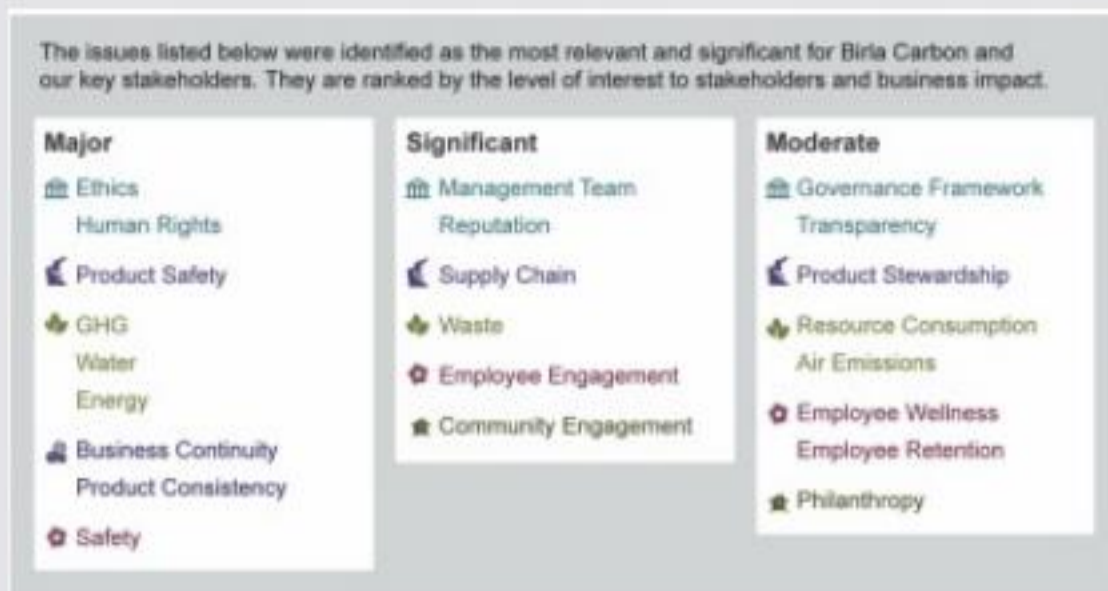 The issues listed below were identified as the most relevant and significant for Birla Carbon and
our key stakeholders. They are ranked by the level of interest to stakeholders and business impact.
Major
Ethics
Human Rights
Product Safety
GHG
Water
Energy
Business Continuity
Product Consistency
Safety
Significant
Management Team
Reputation
Supply Chain
Waste
Employee Engagement
Community Engagement
Moderate
Governance Framework
Transparency
Product Stewardship
Resource Consumption
Air Emissions
Employee Wellness
Employee Retention
Philanthropy